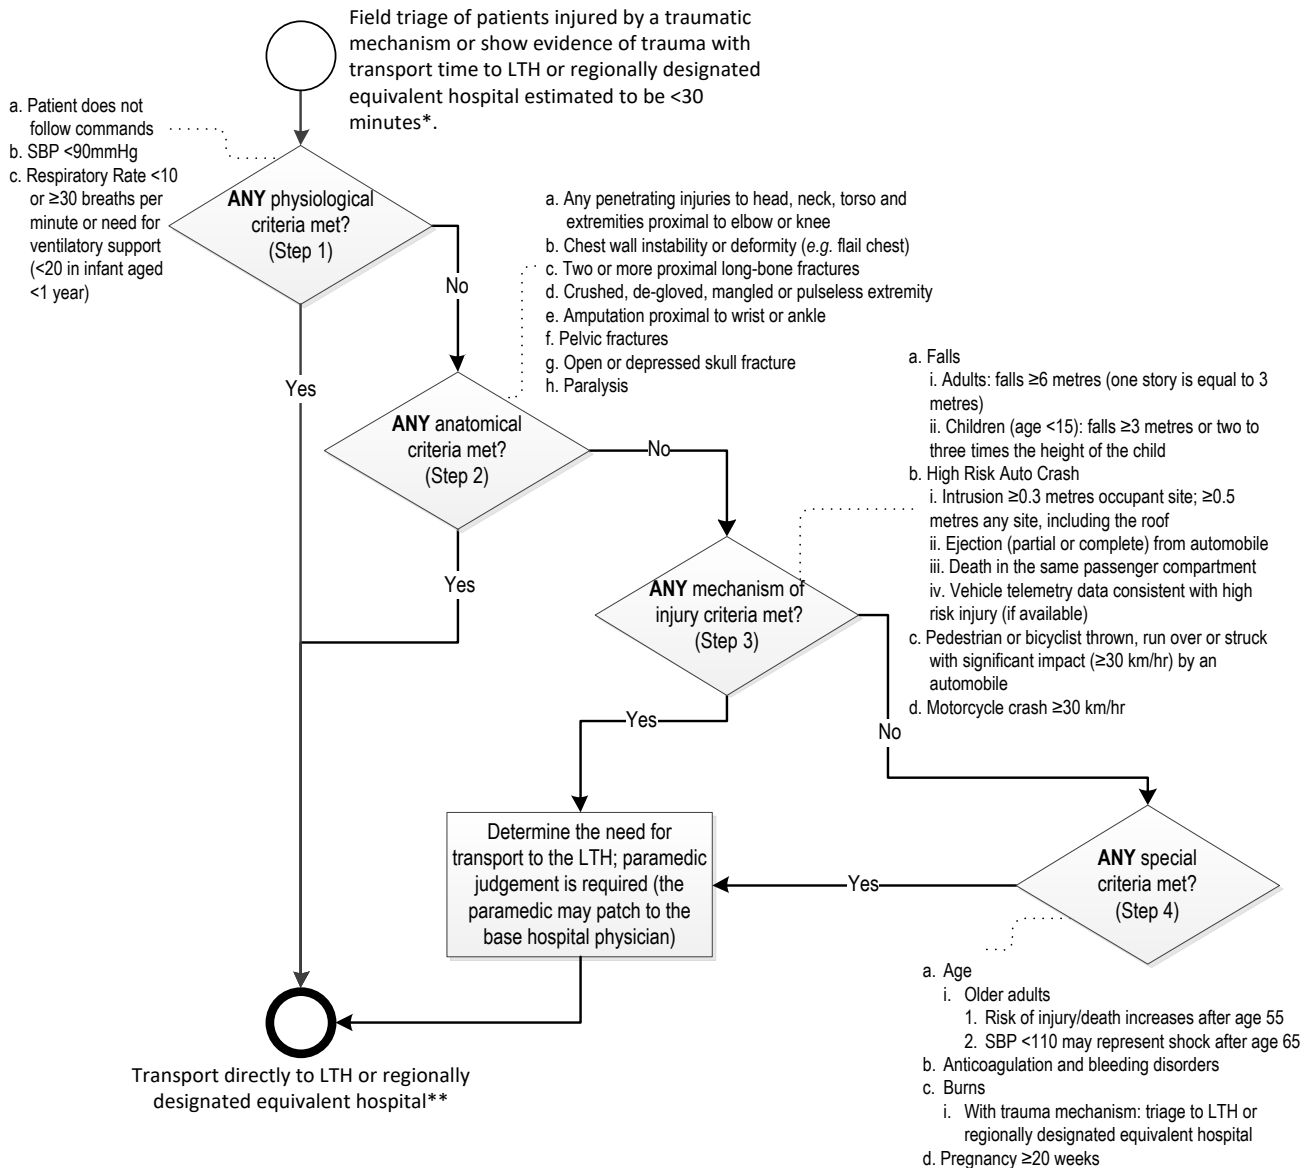 Field triage of patients injured by a traumatic
mechanism or show evidence of trauma with
transport time to LTH or regionally designated
equivalent hospital estimated to be <30
minutes*.
a. Patient does not
follow commands
b. SBP <90mmHg
c. Respiratory Rate <10
or ≥30 breaths per
minute or need for
ventilatory support
(<20 in infant aged
<1 year)
ANY physiological
criteria met?
(Step 1)
No
Yes
a. Any penetrating injuries to head, neck, torso and
extremities proximal to elbow or knee
b. Chest wall instability or deformity (e.g. flail chest)
c. Two or more proximal long-bone fractures
d. Crushed, de-gloved, mangled or pulseless extremity
e. Amputation proximal to wrist or ankle
f. Pelvic fractures
g. Open or depressed skull fracture
h. Paralysis
ANY anatomical
criteria met?
(Step 2)
No
Yes
a. Falls
i. Adults: falls ≥6 metres (one story is equal to 3
metres)
ii. Children (age <15): falls ≥3 metres or two to
three times the height of the child
b. High Risk Auto Crash
i. Intrusion ≥0.3 metres occupant site; ≥0.5
metres any site, including the roof
ii. Ejection (partial or complete) from automobile
iii. Death in the same passenger compartment
iv. Vehicle telemetry data consistent with high
risk injury (if available)
c. Pedestrian or bicyclist thrown, run over or struck
with significant impact (≥30 km/hr) by an
automobile
d. Motorcycle crash ≥30 km/hr
ANY mechanism of
injury criteria met?
(Step 3)
Yes
No
Determine the need for
transport to the LTH; paramedic
judgement is required (the
paramedic may patch to the
base hospital physician)
Yes
ANY special
criteria met?
(Step 4)
a. Age
i. Older adults
1. Risk of injury/death increases after age 55
2. SBP <110 may represent shock after age 65
b. Anticoagulation and bleeding disorders
c. Burns
i. With trauma mechanism: triage to LTH or
regionally designated equivalent hospital
d. Pregnancy ≥20 weeks
Transport directly to LTH or regionally
designated equivalent hospital**